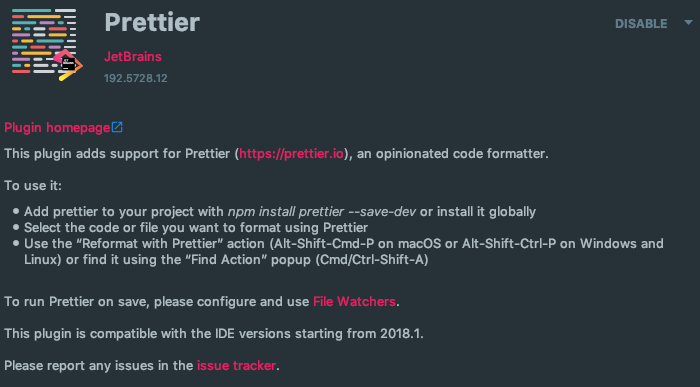 Prettier
DISABLE
JetBrains
192.5728.12
Plugin homepage
This plugin adds support for Prettier (https://prettier.io), an opinionated code formatter.
To use it:
• Add prettier to your project with npm install prettier --save-dev or install it globally
• Select the code or file you want to format using Prettier
• Use the “Reformat with Prettier” action (Alt-Shift-Cmd-P on macOS or Alt-Shift-Ctrl-P on Windows and
Linux) or find it using the “Find Action” popup (Cmd/Ctrl-Shift-A)
To run Prettier on save, please configure and use File Watchers.
This plugin is compatible with the IDE versions starting from 2018.1.
Please report any issues in the issue tracker.